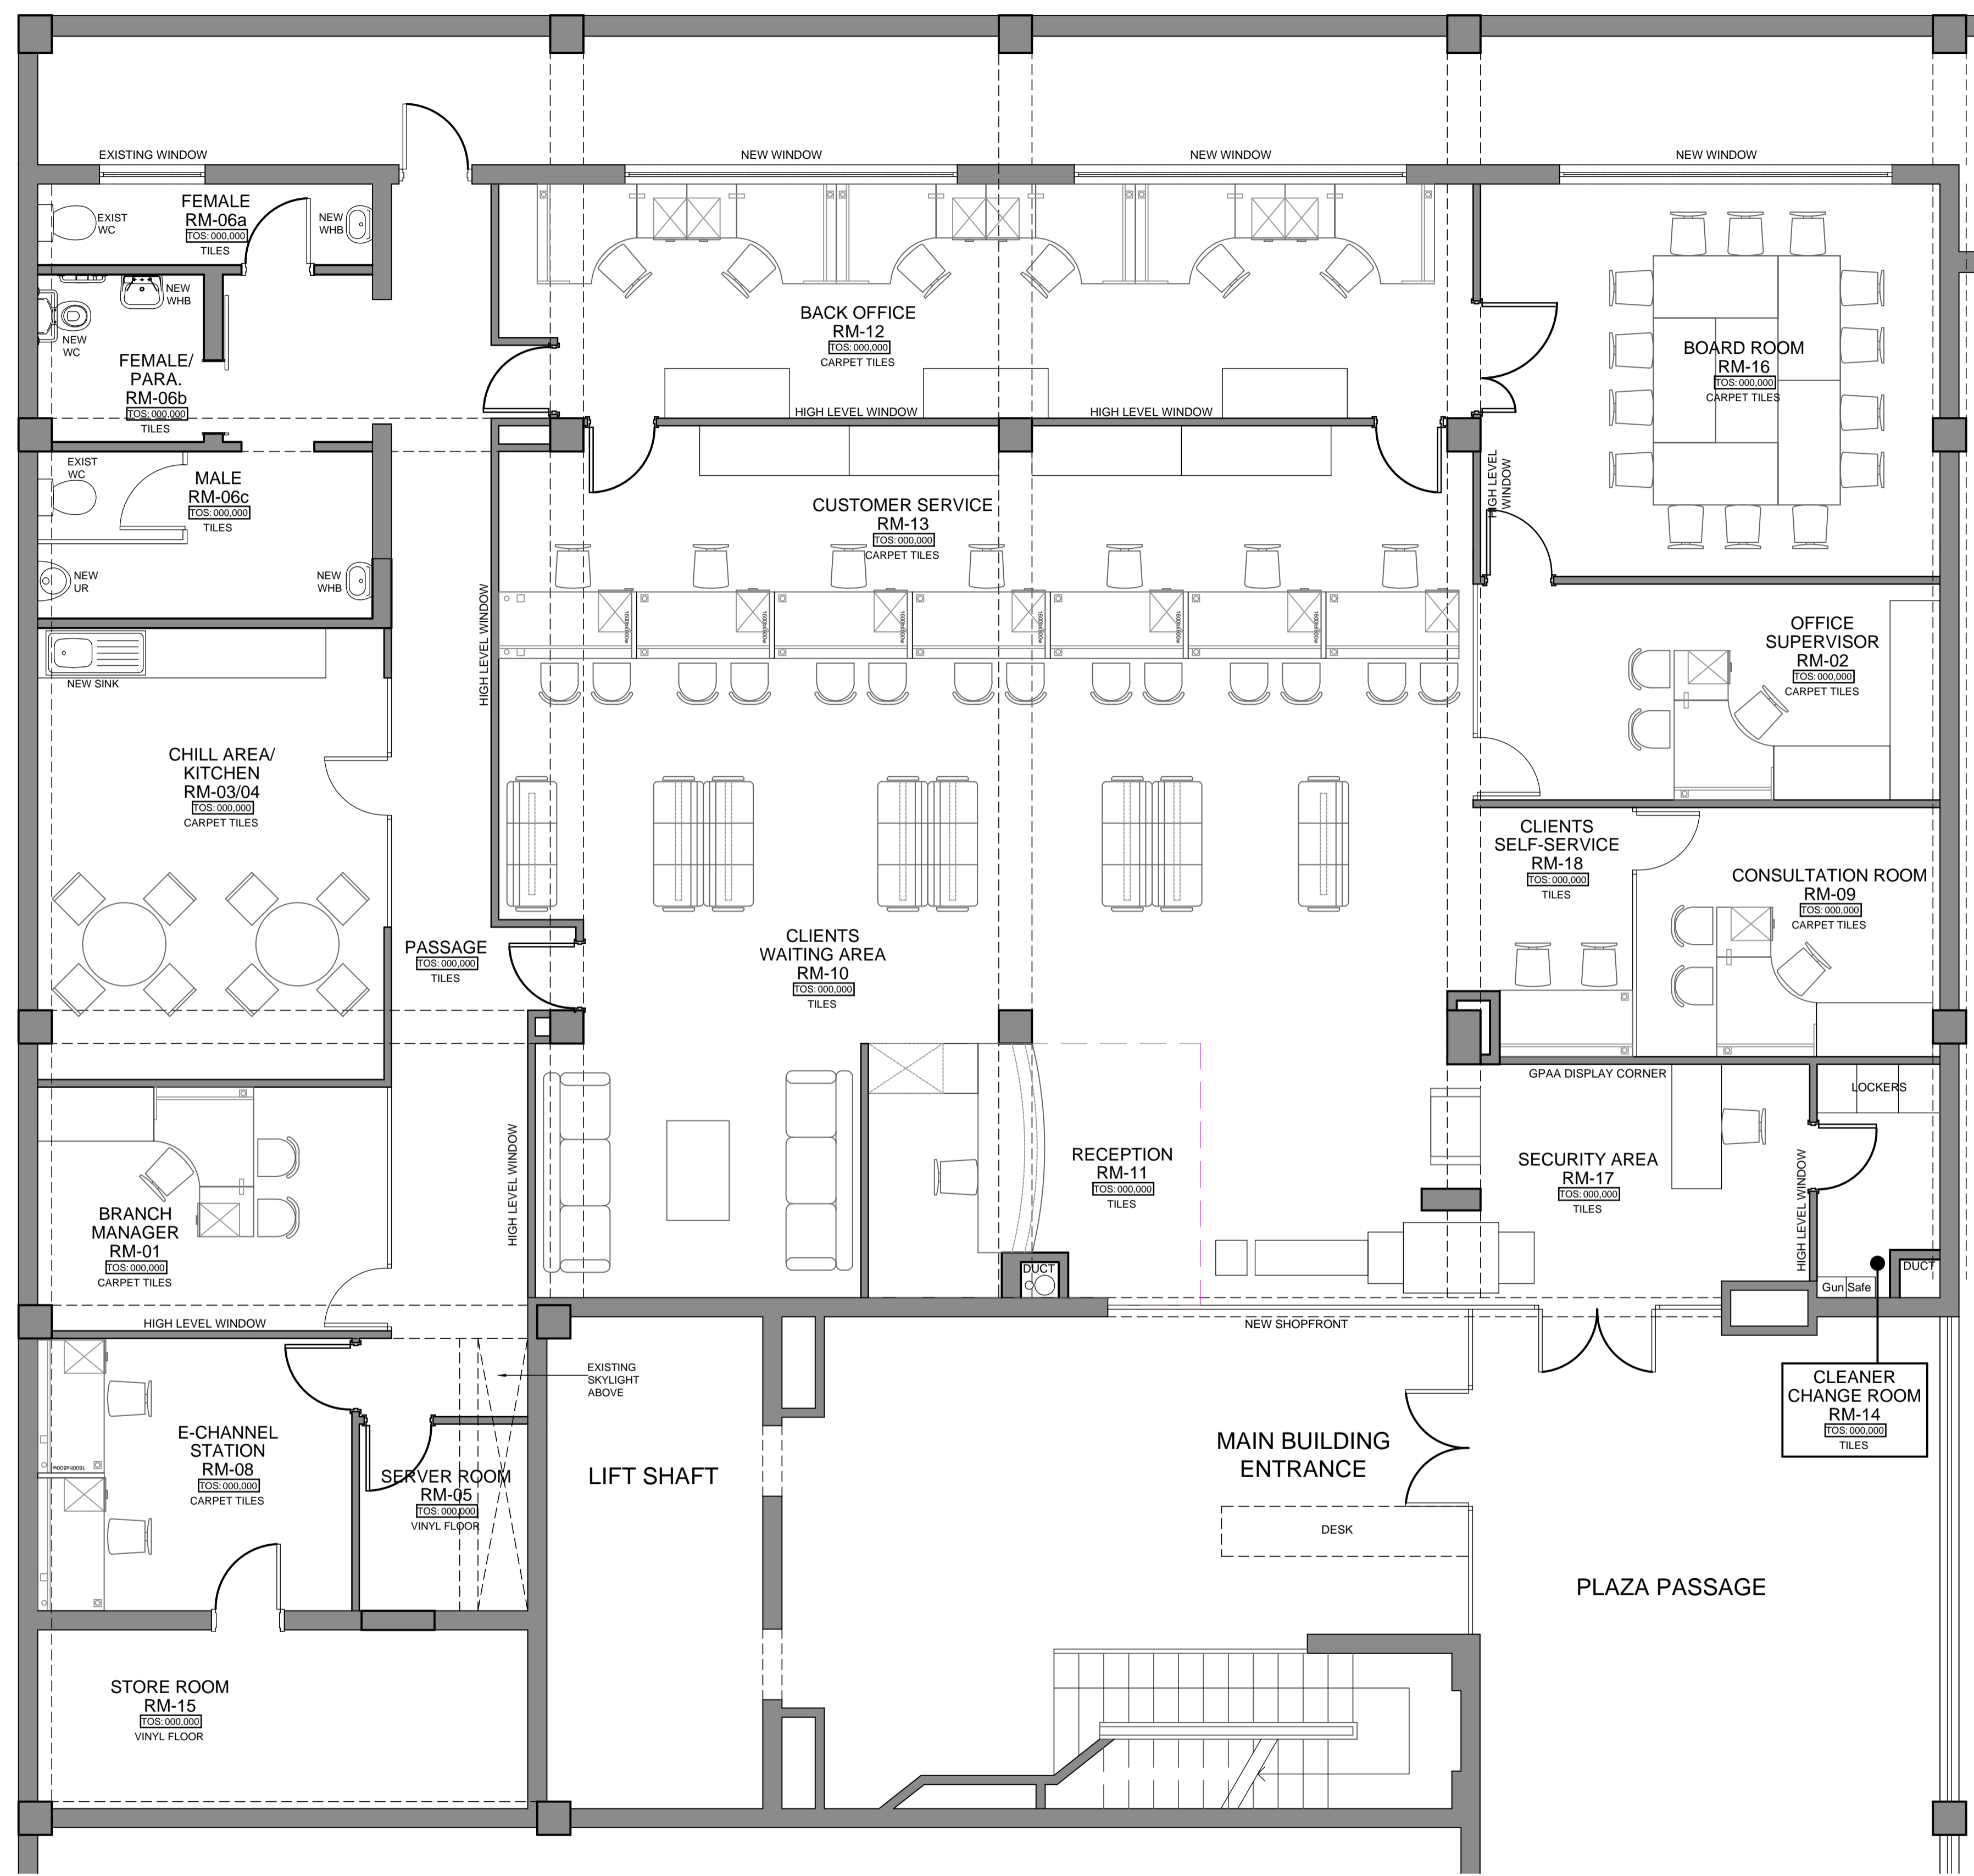 EXISTING WINDOW
NEW WINDOW
NEW WINDOW
NEW WINDOW
FEMALE
RM-06a
TOS: 000,000
TILES
EXIST
WC
NEW
WHB
NEW
WHB
NEW
WC
FEMALE/
PARA.
RM-06b
TOS: 000,000
TILES
BACK OFFICE
RM-12
TOS: 000,000
CARPET TILES
BOARD ROOM
RM-16
TOS: 000,000
CARPET TILES
HIGH LEVEL WINDOW
HIGH LEVEL WINDOW
EXIST
WC
MALE
RM-06c
TOS: 000,000
TILES
NEW
UR
NEW
WHB
HIGH LEVEL
WINDOW
CUSTOMER SERVICE
RM-13
TOS: 000,000
CARPET TILES
HIGH LEVEL WINDOW
1600hx800w
1600hx800w
1600hx800w
1600hx800w
1600hx800w
1600hx800w
OFFICE
SUPERVISOR
RM-02
TOS: 000,000
CARPET TILES
NEW SINK
CHILL AREA/
KITCHEN
RM-03/04
TOS: 000,000
CARPET TILES
CLIENTS
SELF-SERVICE
RM-18
TOS: 000,000
TILES
CONSULTATION ROOM
RM-09
TOS: 000,000
CARPET TILES
PASSAGE
TOS: 000,000
TILES
CLIENTS
WAITING AREA
RM-10
TOS: 000,000
TILES
GPAA DISPLAY CORNER
LOCKERS
HIGH LEVEL WINDOW
RECEPTION
RM-11
TOS: 000,000
TILES
SECURITY AREA
RM-17
TOS: 000,000
TILES
HIGH LEVEL WINDOW
BRANCH
MANAGER
RM-01
TOS: 000,000
CARPET TILES
DUCT
DUCT
Gun Safe
HIGH LEVEL WINDOW
NEW SHOPFRONT
EXISTING
SKYLIGHT
ABOVE
CLEANER
CHANGE ROOM
RM-14
TOS: 000,000
TILES
E-CHANNEL
STATION
RM-08
TOS: 000,000
CARPET TILES
1600hx800w
SERVER ROOM
RM-05
TOS: 000,000
VINYL FLOOR
LIFT SHAFT
MAIN BUILDING
ENTRANCE
DESK
PLAZA PASSAGE
STORE ROOM
RM-15
TOS: 000,000
VINYL FLOOR